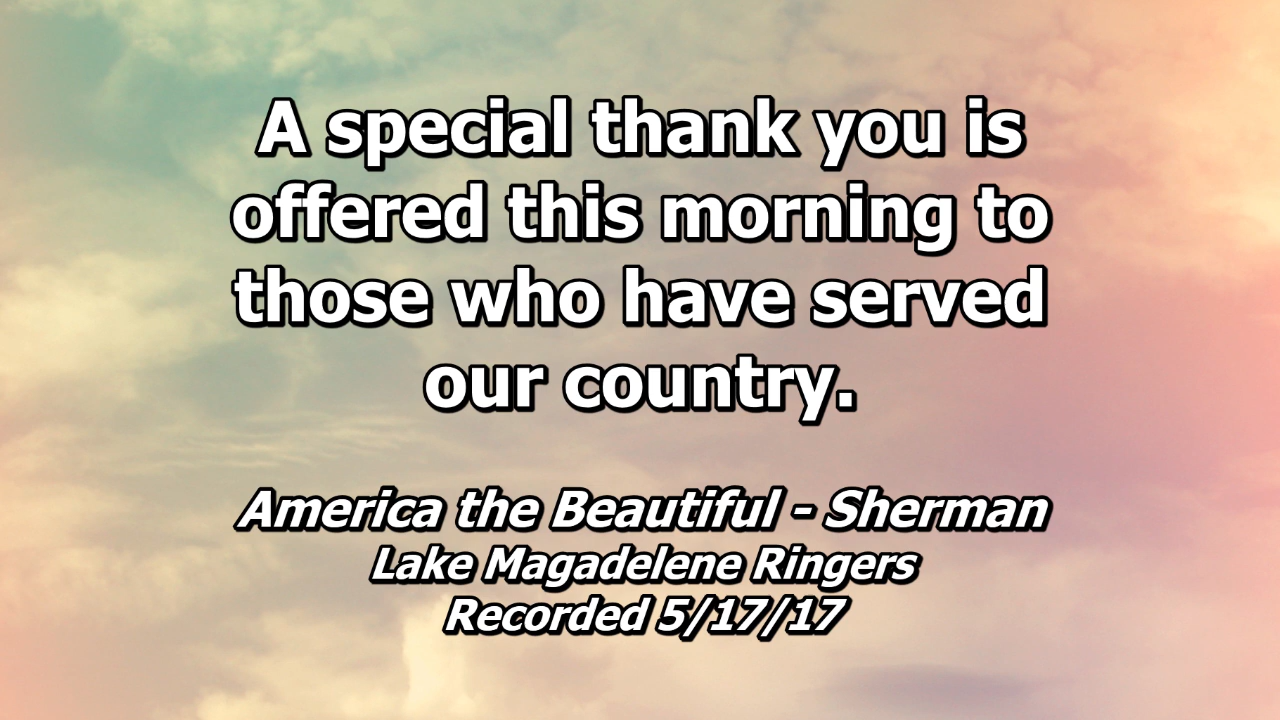 A special thank you is
offered this morning to
those who have served
our country.
America the Beautiful - Sherman
Lake Magadelene Ringers
Recorded 5/17/17